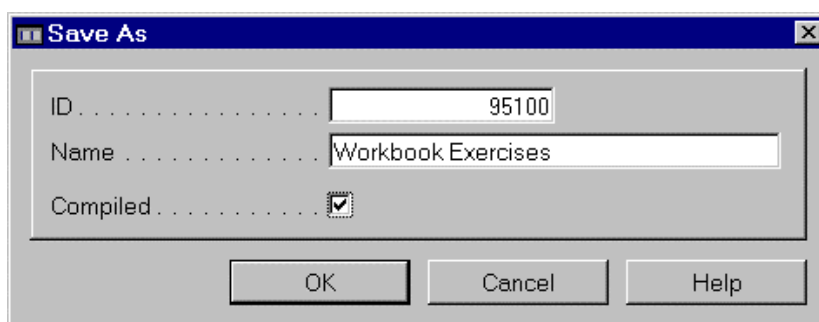 Save As
ID . . . . . . . . . . . . . . . . . 95100
Name . . . . . . . . . . . . . Workbook Exercises
Compiled . . . . . . . . . . .
OK Cancel Help